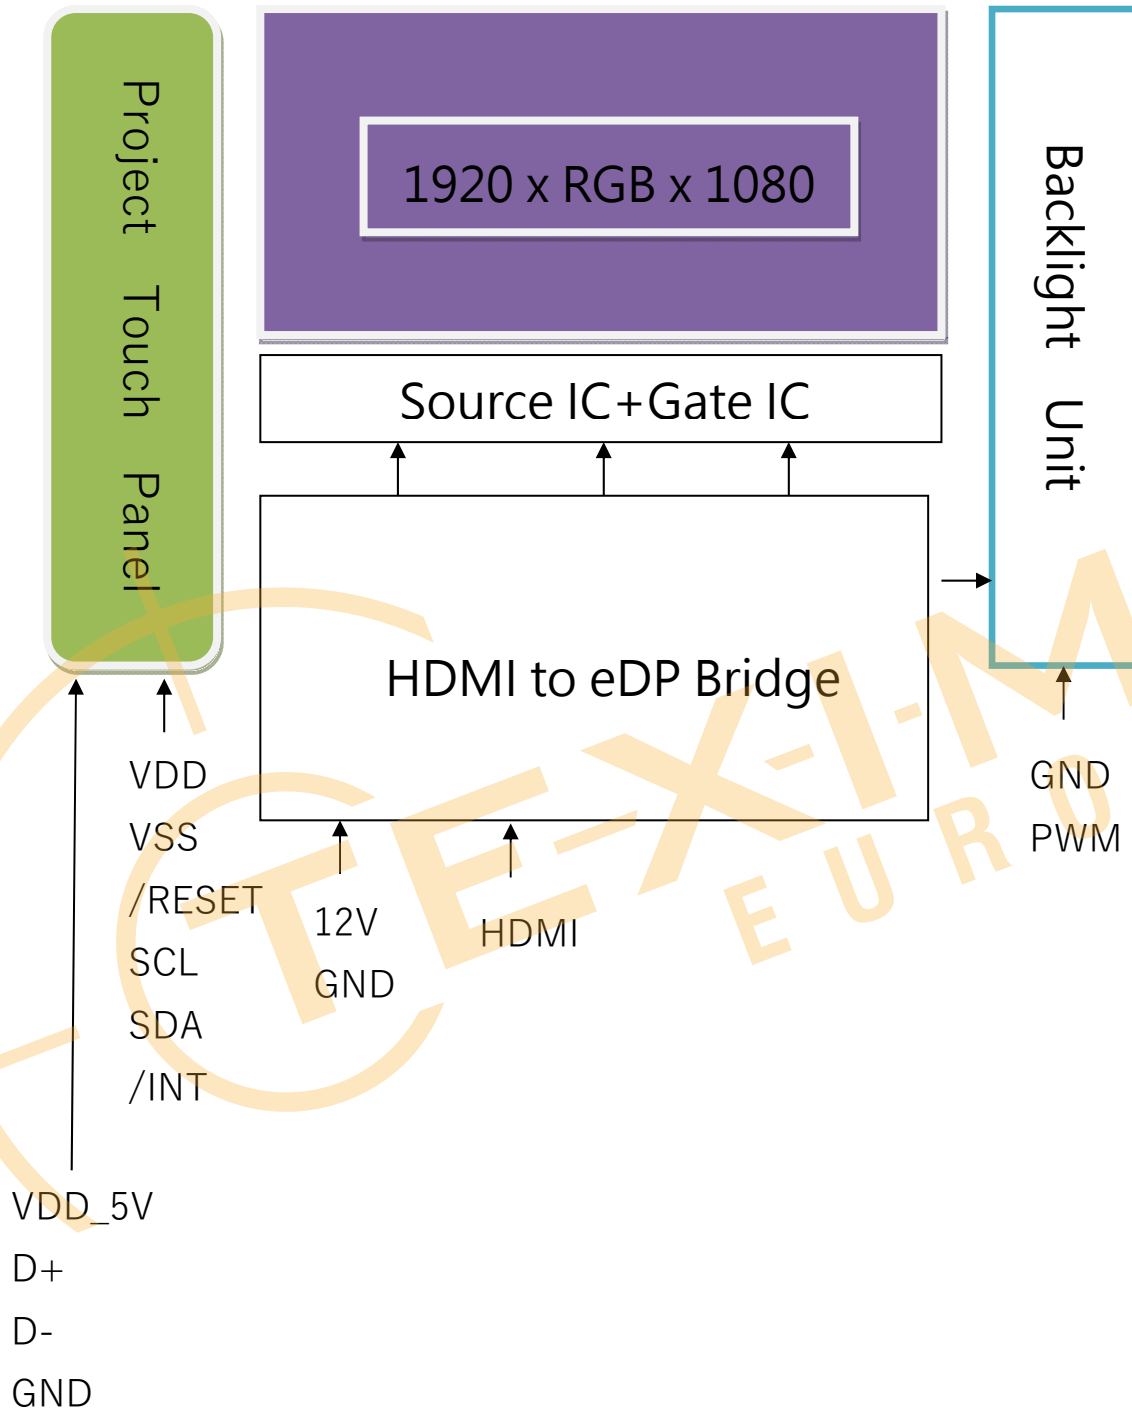 Project Touch Panel
1920 x RGB x 1080
Backlight Unit
Source IC+Gate IC
HDMI to eDP Bridge
VDD
VSS
/RESET
SCL
SDA
/INT
12V
GND
HDMI
GND
PWM
VDD_5V
D+
D-
GND
TEXIM
EURO